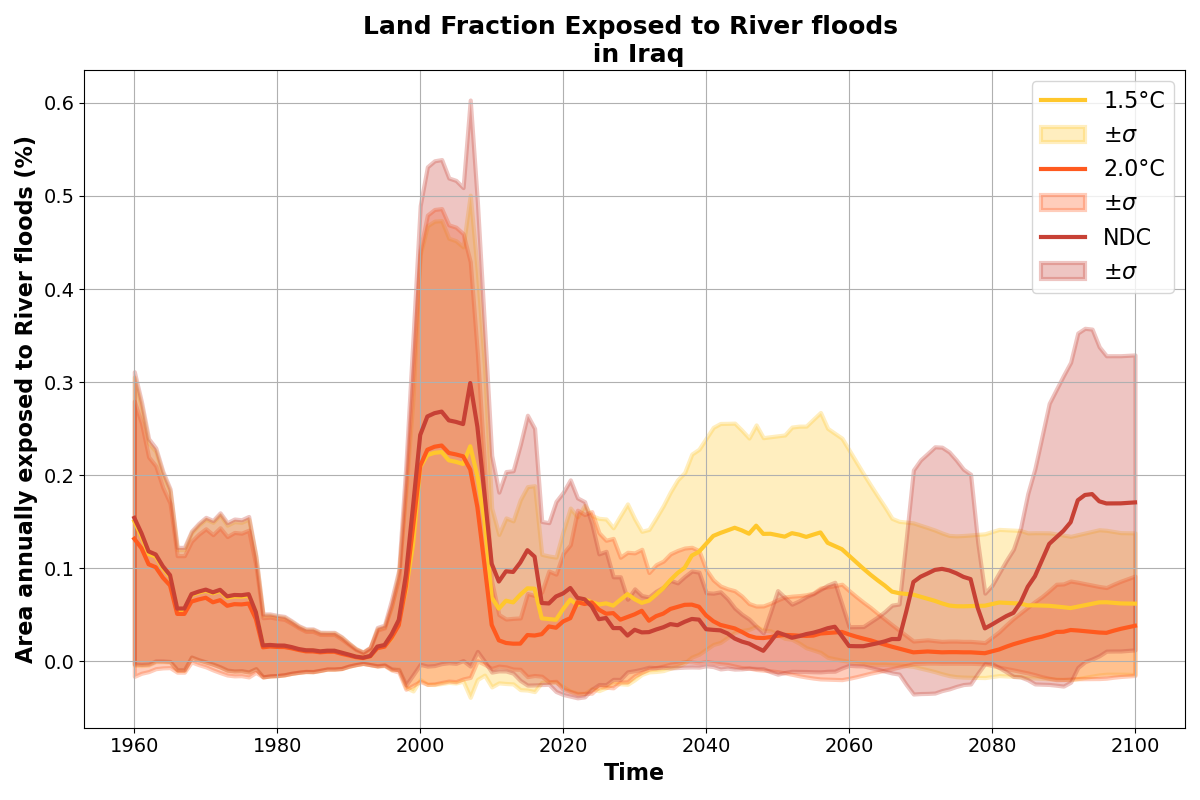 Land Fraction Exposed to River floods
in Iraq
Area annually exposed to River floods (%)
0.6
0.5
0.4
0.3
0.2
0.1
0.0
1960 1980 2000 2020 2040 2060 2080 2100
Time
1.5°C
±σ
2.0°C
±σ
NDC
±σ